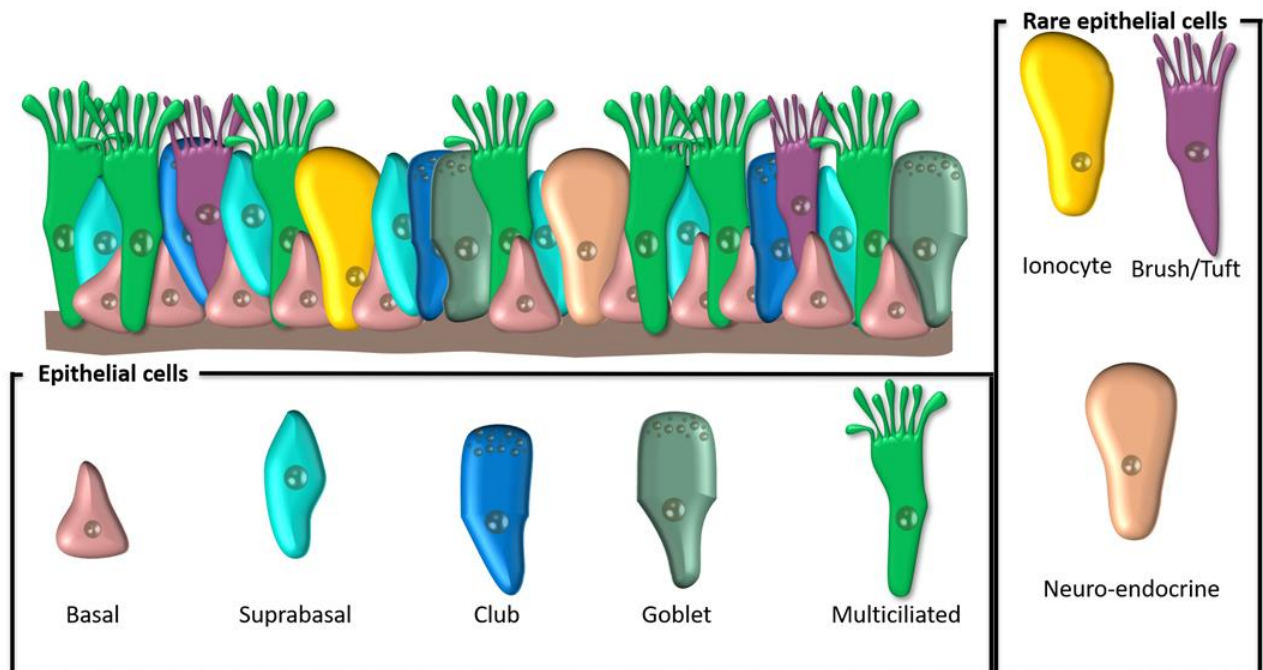 Rare epithelial cells
Ionocyte
Brush/Tuft
Neuro-endocrine
Epithelial cells
Basal
Suprabasal
Club
Goblet
Multiciliated